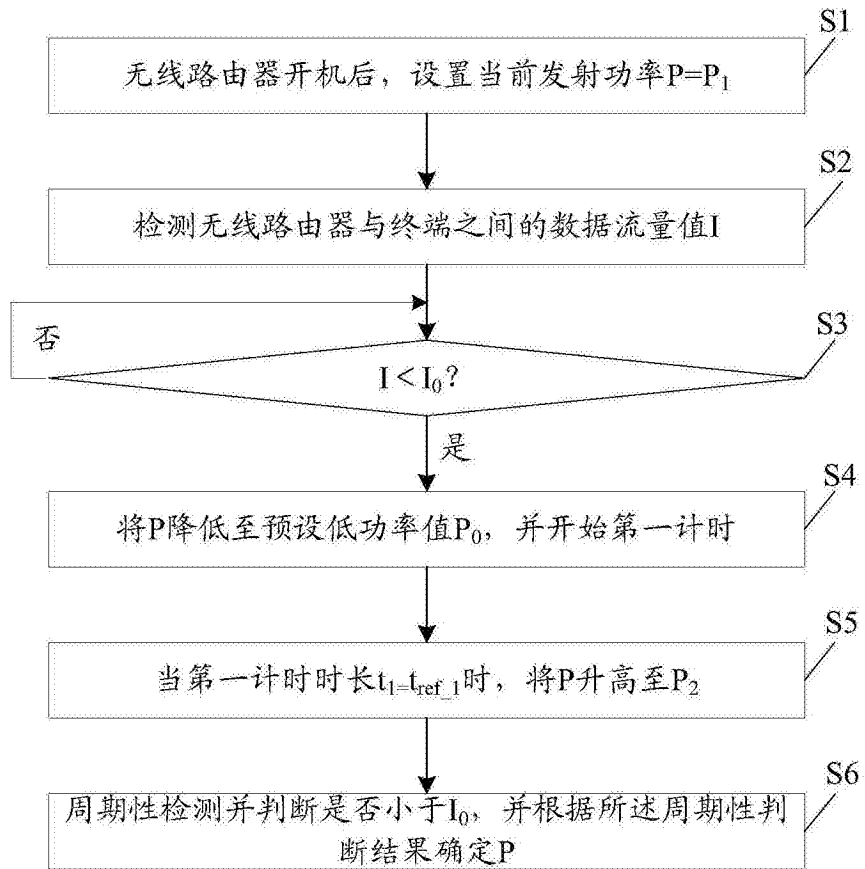 S1
无线路由器开机后，设置当前发射功率P=P₁
S2
检测无线路由器与终端之间的数据流量值I
S3
否
I＜I₀？
是
S4
将P降低至预设低功率值P₀，并开始第一计时
S5
当第一计时时长t₁=t_ref_1时，将P升高至P₂
S6
周期性检测并判断是否小于I₀，并根据所述周期性判
断结果确定P